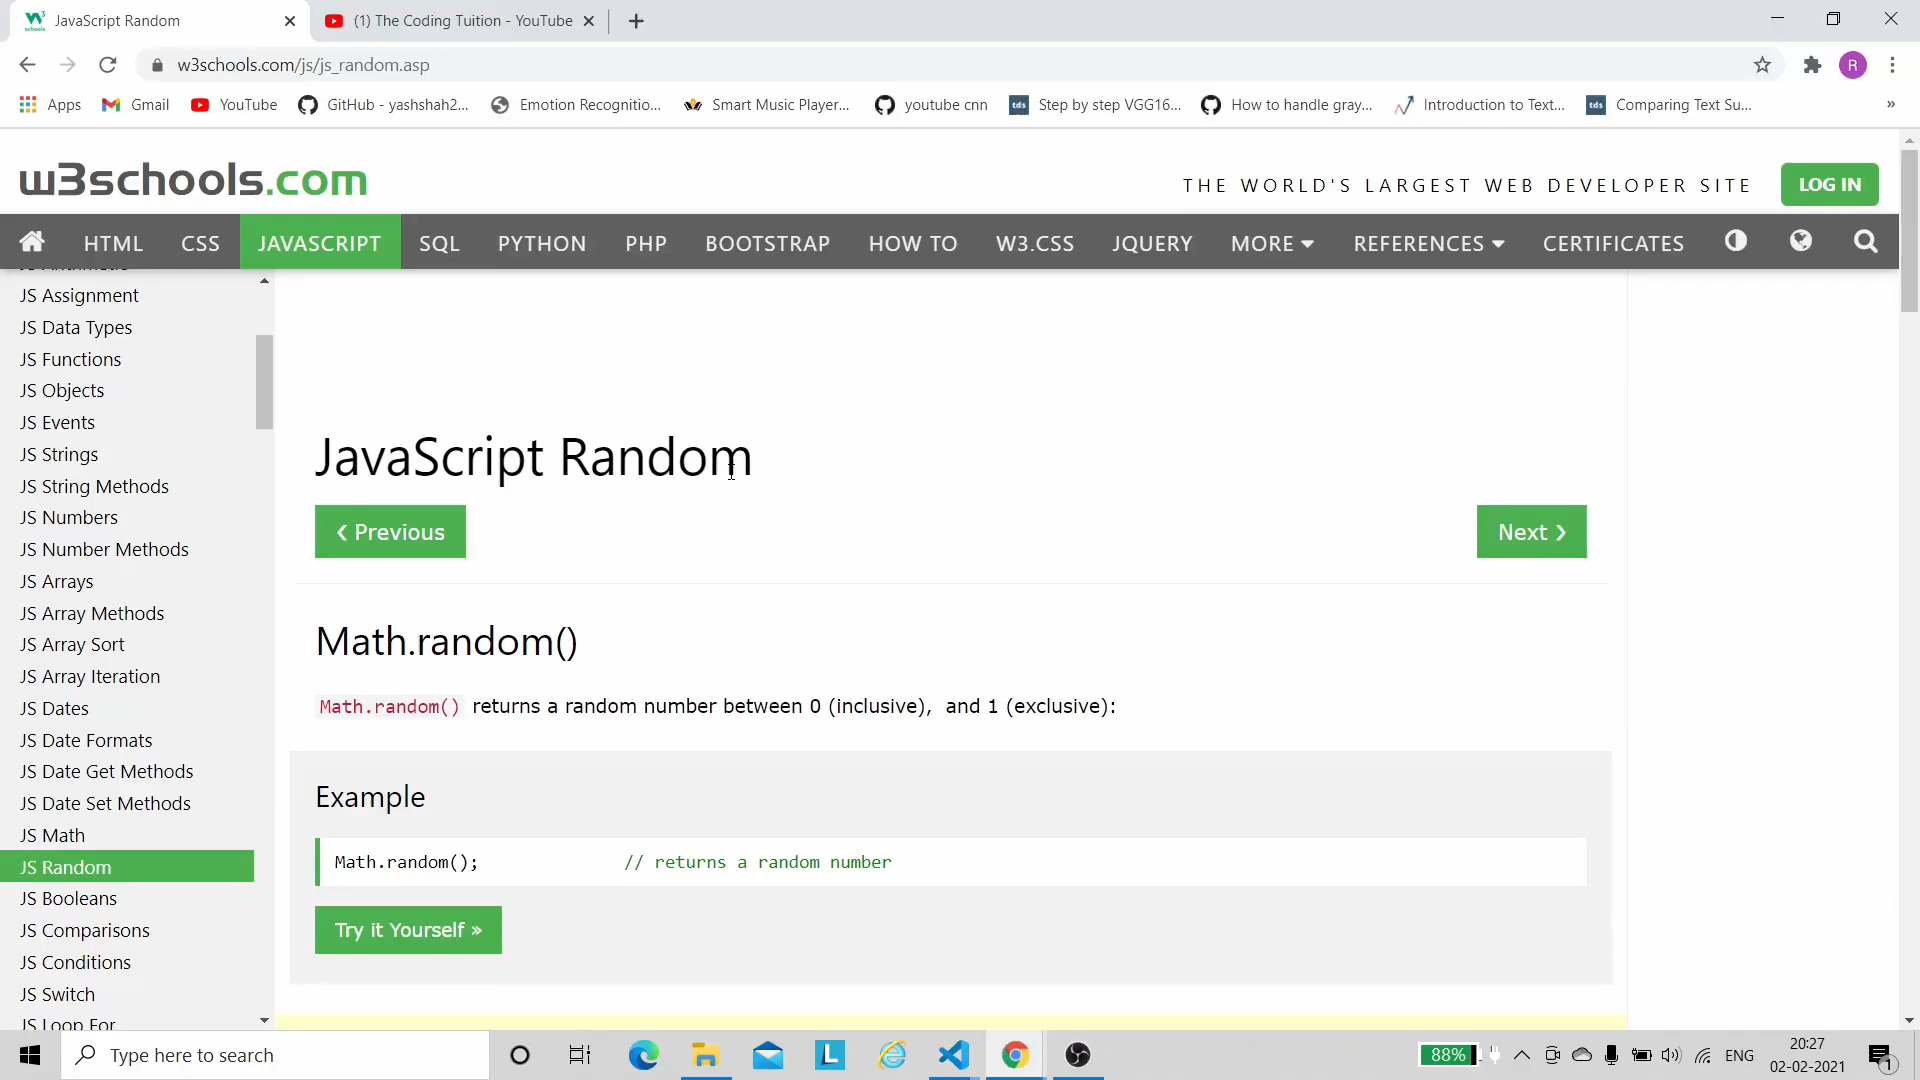 JavaScript Random
(1) The Coding Tuition - YouTube
w3schools.com/js/js_random.asp
R
Apps
Gmail
YouTube
GitHub - yashshah2...
Emotion Recognitio...
Smart Music Player...
youtube cnn
tds
Step by step VGG16...
How to handle gray...
Introduction to Text...
tds
Comparing Text Su...
»
w3schools.com
THE WORLD'S LARGEST WEB DEVELOPER SITE
LOG IN
HTML
CSS
JAVASCRIPT
SQL
PYTHON
PHP
BOOTSTRAP
HOW TO
W3.CSS
JQUERY
MORE
REFERENCES
CERTIFICATES
JS Assignment
JS Data Types
JS Functions
JS Objects
JS Events
JS Strings
JS String Methods
JS Numbers
JS Number Methods
JS Arrays
JS Array Methods
JS Array Sort
JS Array Iteration
JS Dates
JS Date Formats
JS Date Get Methods
JS Date Set Methods
JS Math
JS Random
JS Booleans
JS Comparisons
JS Conditions
JS Switch
JS Loop For
JavaScript Random
❮ Previous
Next ❯
Math.random()
Math.random() returns a random number between 0 (inclusive),  and 1 (exclusive):
Example
Math.random();              // returns a random number
Try it Yourself »
Type here to search
L
88%
ENG
20:27
02-02-2021
1